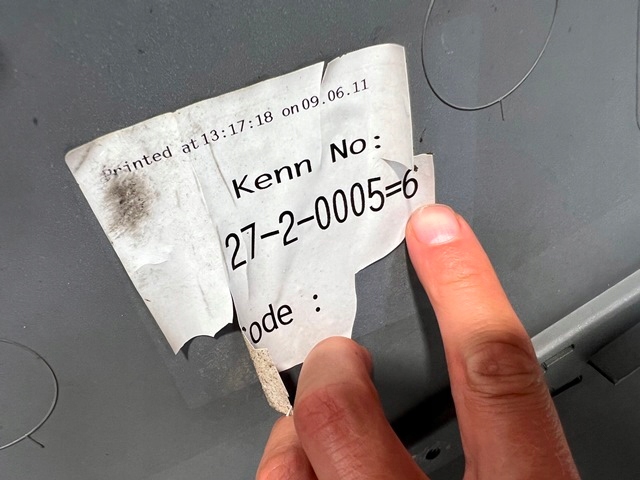 Printed at 13:17:18 on 09.06.11
Kenn No:
27-2-0005=6
ode :